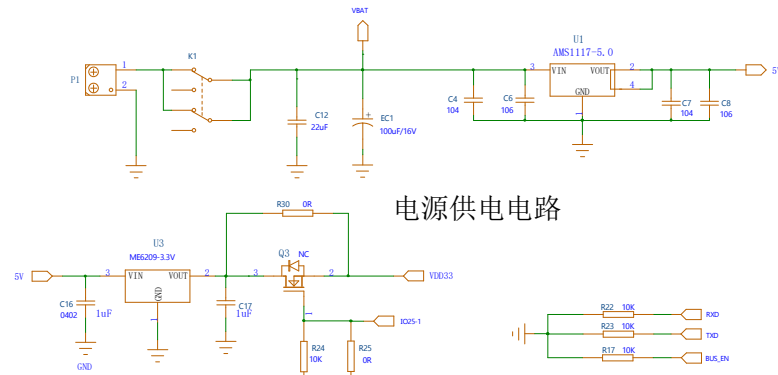 VBAT
K1
U1
AMS1117-5.0
P1
1
2
3 VIN VOUT 2
4
GND
1
5V
C12
22uF
+
EC1
100uF/16V
C4
104
C6
106
C7
104
C8
106
电源供电电路
R30 0R
U3
ME6209-3.3V
Q3 NC
5V
3 VIN VOUT 2
GND
1
3
2
1
VDD33
C16
0402
1uF
GND
C17
1uF
IO25-1
R24
10K
R25
0R
R22 10K RXD
R23 10K TXD
R17 10K BUS_EN